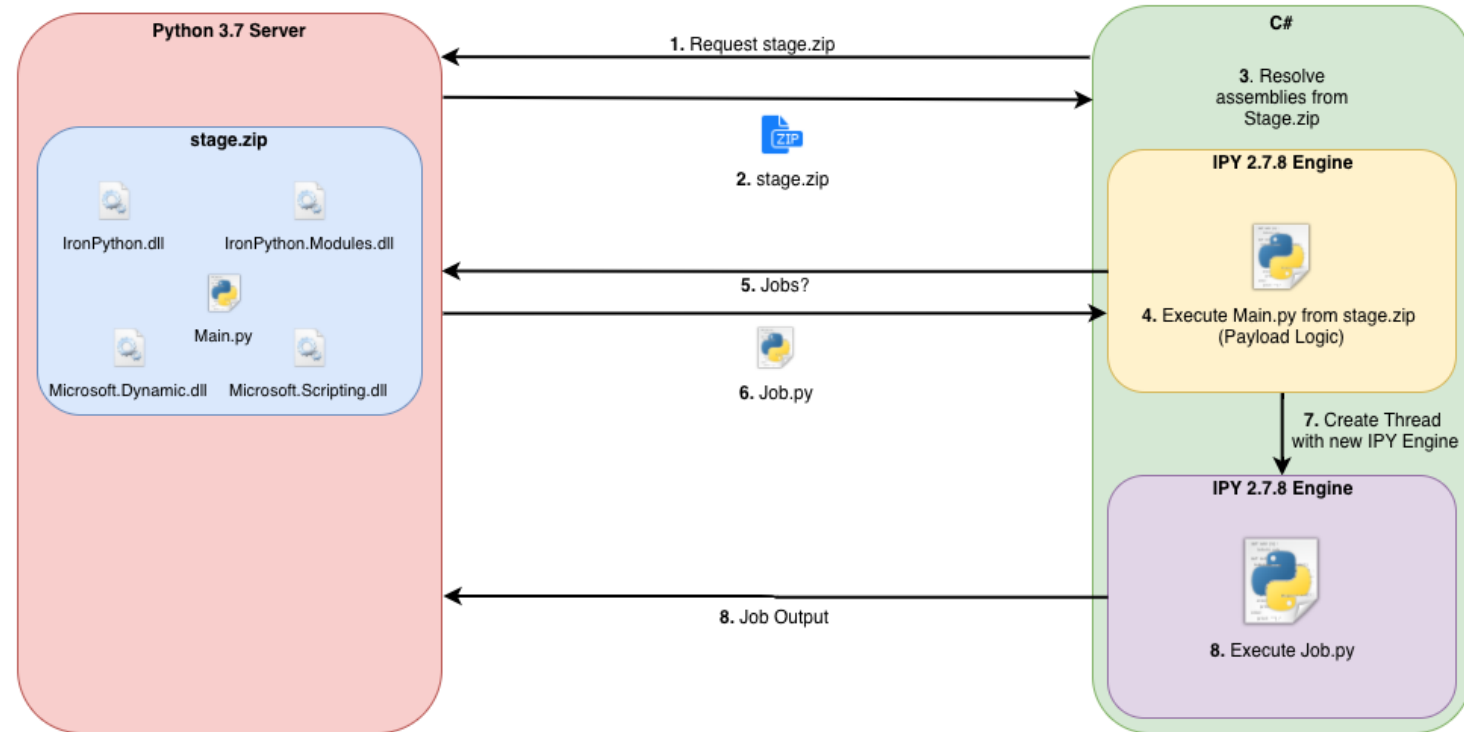 Python 3.7 Server
stage.zip
IronPython.dll
IronPython.Modules.dll
Main.py
Microsoft.Dynamic.dll
Microsoft.Scripting.dll
1. Request stage.zip
ZIP
2. stage.zip
5. Jobs?
6. Job.py
8. Job Output
C#
3. Resolve
assemblies from
Stage.zip
IPY 2.7.8 Engine
4. Execute Main.py from stage.zip
(Payload Logic)
7. Create Thread
with new IPY Engine
IPY 2.7.8 Engine
8. Execute Job.py